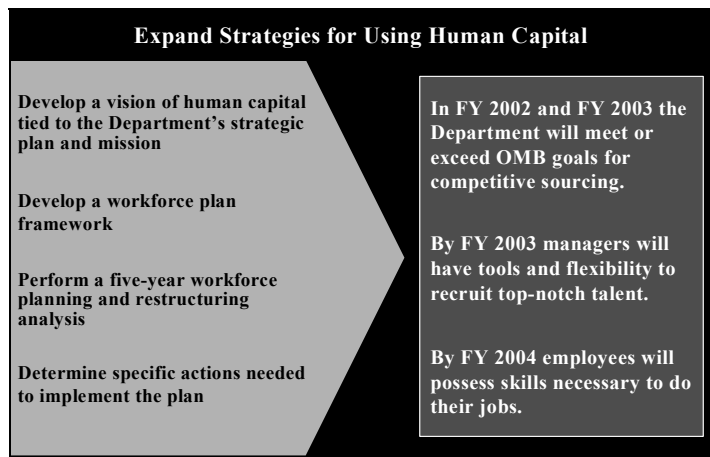 Expand Strategies for Using Human Capital
Develop a vision of human capital
tied to the Department's strategic
plan and mission
Develop a workforce plan
framework
Perform a five-year workforce
planning and restructuring
analysis
Determine specific actions needed
to implement the plan
In FY 2002 and FY 2003 the
Department will meet or
exceed OMB goals for
competitive sourcing.
By FY 2003 managers will
have tools and flexibility to
recruit top-notch talent.
By FY 2004 employees will
possess skills necessary to do
their jobs.